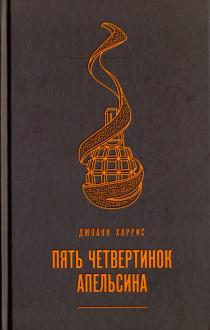 ДЖОАНН ХАРРИС
ПЯТЬ ЧЕТВЕРТИНОК
АПЕЛЬСИНА